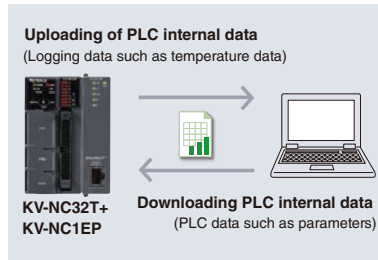 Uploading of PLC internal data
(Logging data such as temperature data)
KV-NC32T+
KV-NC1EP
Downloading PLC internal data
(PLC data such as parameters)